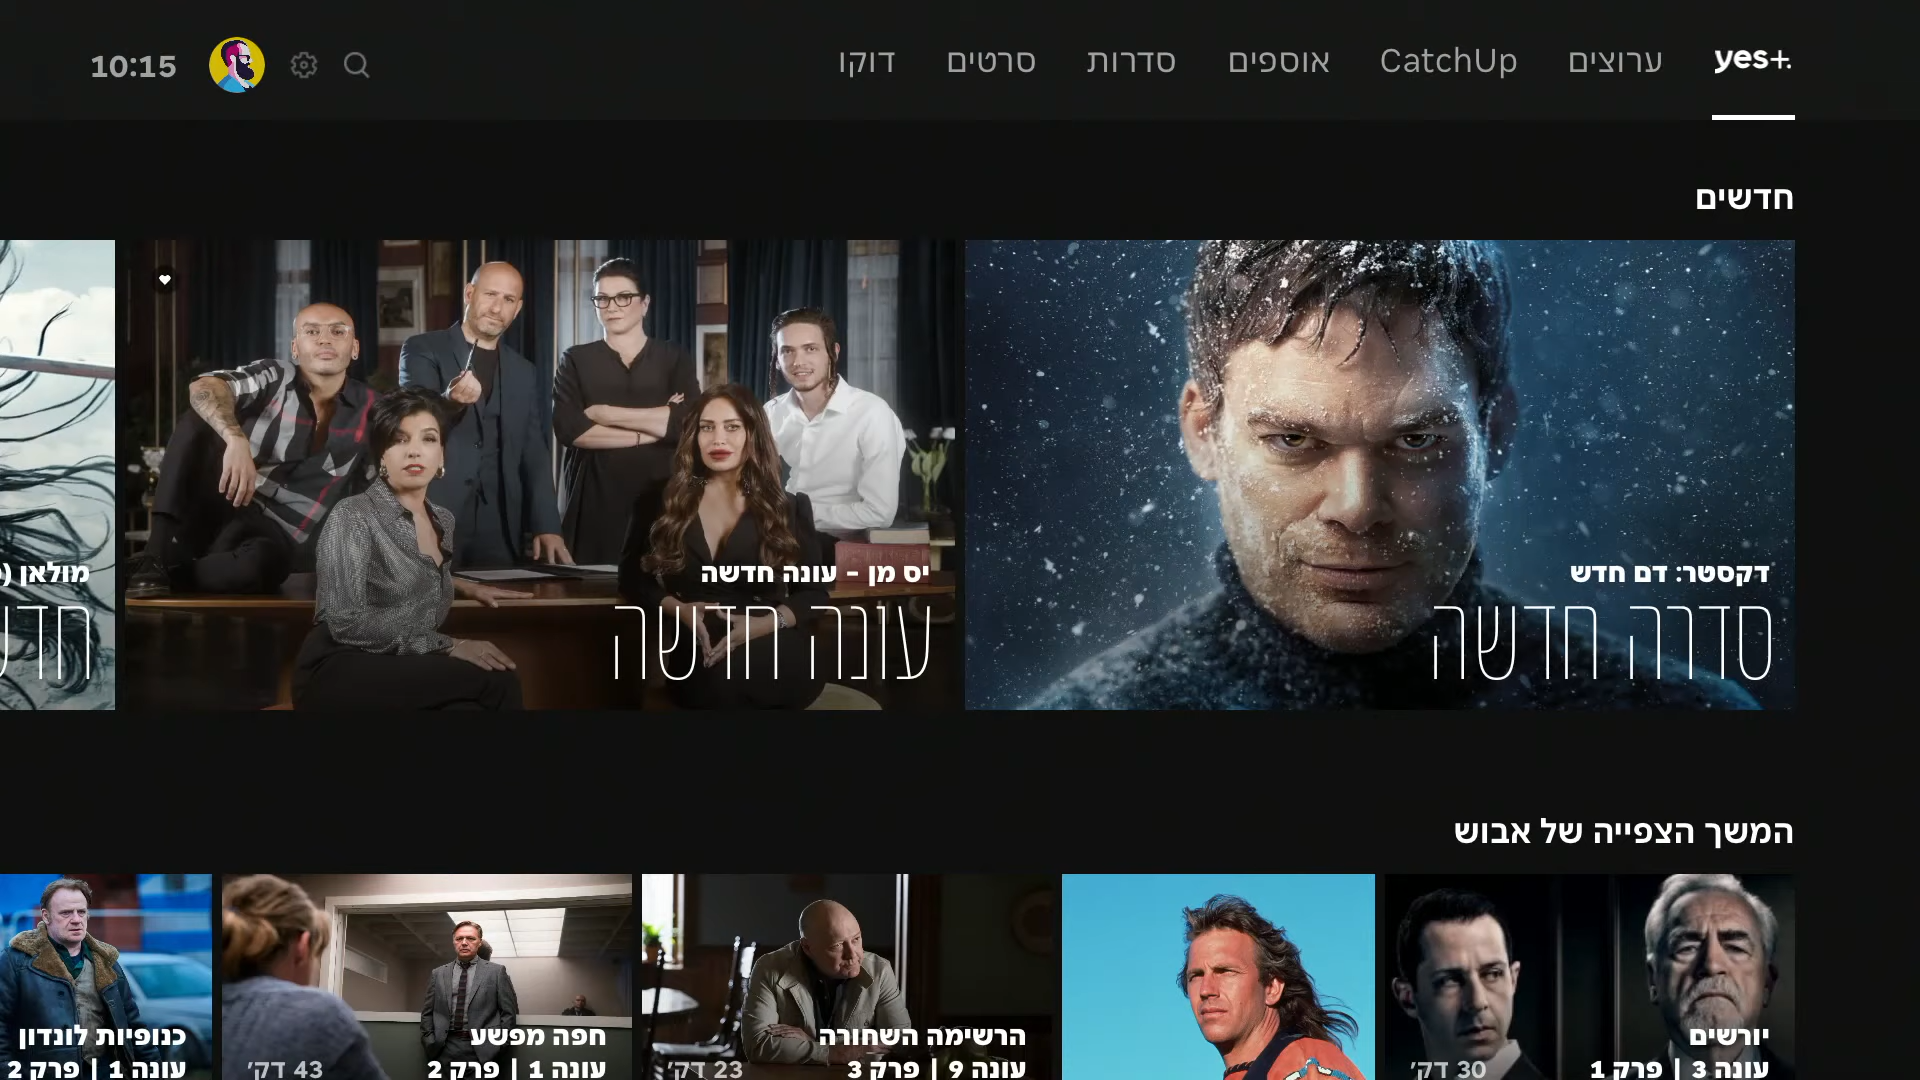 yes+.
ערוצים
CatchUp
אוספים
סדרות
סרטים
דוקו
10:15
חדשים
דקסטר: דם חדש
סדרה חדשה
יס מן - עונה חדשה
עונה חדשה
מולאן
המשך הצפייה של אבוש
יורשים
עונה 3 | פרק 1
30 דק׳
הרשימה השחורה
עונה 9 | פרק 3
23 דק׳
חפה מפשע
עונה 1 | פרק 2
43 דק׳
כנופיות לונדון
עונה 1 | פרק 2